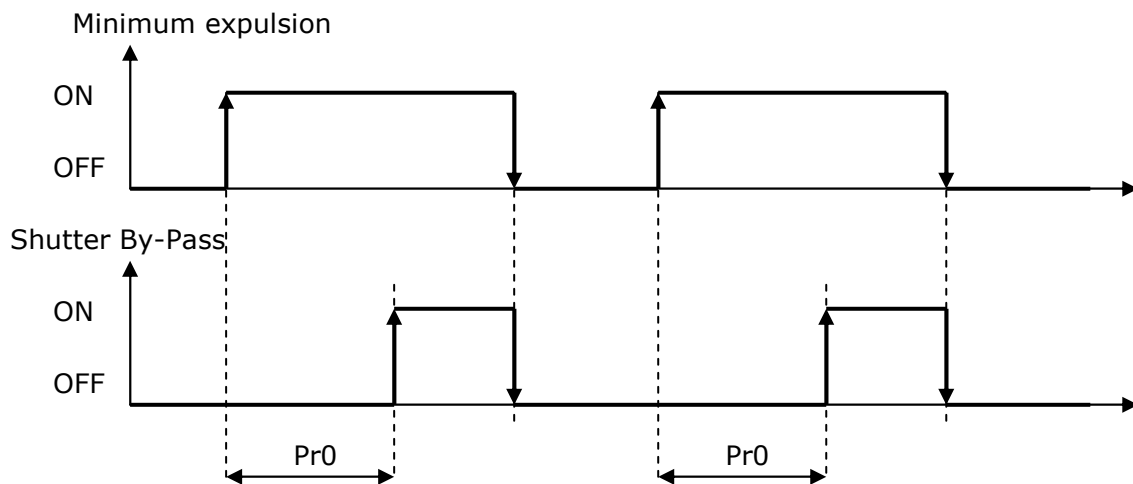 Minimum expulsion
ON
OFF
Shutter By-Pass
ON
OFF
Pr0 Pr0